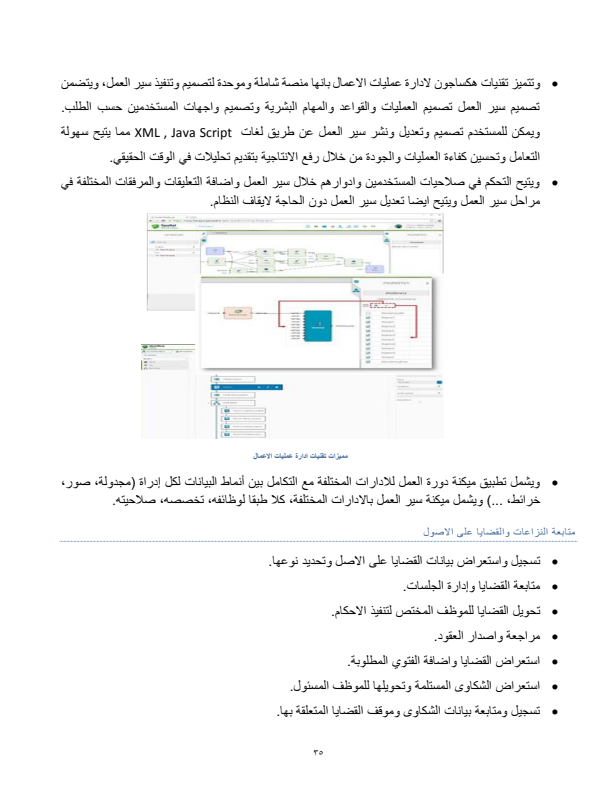 • وتتميز تقنيات هكساجون لادارة عمليات الاعمال بانها منصة شاملة وموحدة لتصميم وتنفيذ سير العمل، ويتضمن
تصميم سير العمل تصميم العمليات والقواعد والمهام البشرية وتصميم واجهات المستخدمين حسب الطلب.
ويمكن للمستخدم تصميم وتعديل ونشر سير العمل عن طريق لغات XML , Java Script مما يتيح سهولة
التعامل وتحسين كفاءة العمليات والجودة من خلال رفع الانتاجية بتقديم تحليلات في الوقت الحقيقي.
• ويتيح التحكم في صلاحيات المستخدمين وادوارهم خلال سير العمل واضافة التعليقات والمرفقات المختلفة في
مراحل سير العمل ويتيح ايضا تعديل سير العمل دون الحاجة لايقاف النظام.
مميزات تقنيات ادارة عمليات الاعمال
• ويشمل تطبيق ميكنة دورة العمل للادارات المختلفة مع التكامل بين أنماط البيانات لكل إدراة (مجدولة، صور،
خرائط، ...) ويشمل ميكنة سير العمل بالادارات المختلفة، كلا طبقا لوظائفه، تخصصه، صلاحيته.
متابعة النزاعات والقضايا على الاصول
• تسجيل واستعراض بيانات القضايا على الاصل وتحديد نوعها.
• متابعة القضايا وإدارة الجلسات.
• تحويل القضايا للموظف المختص لتنفيذ الاحكام.
• مراجعة واصدار العقود.
• استعراض القضايا واضافة الفتوي المطلوبة.
• استعراض الشكاوى المستلمة وتحويلها للموظف المسئول.
• تسجيل ومتابعة بيانات الشكاوى وموقف القضايا المتعلقة بها.
٣٥